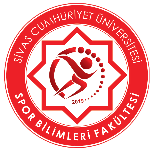 SİVAS CUMHURİYET ÜNİVERSİTESİ
2015
SPOR BİLİMLERİ FAKÜLTESİ